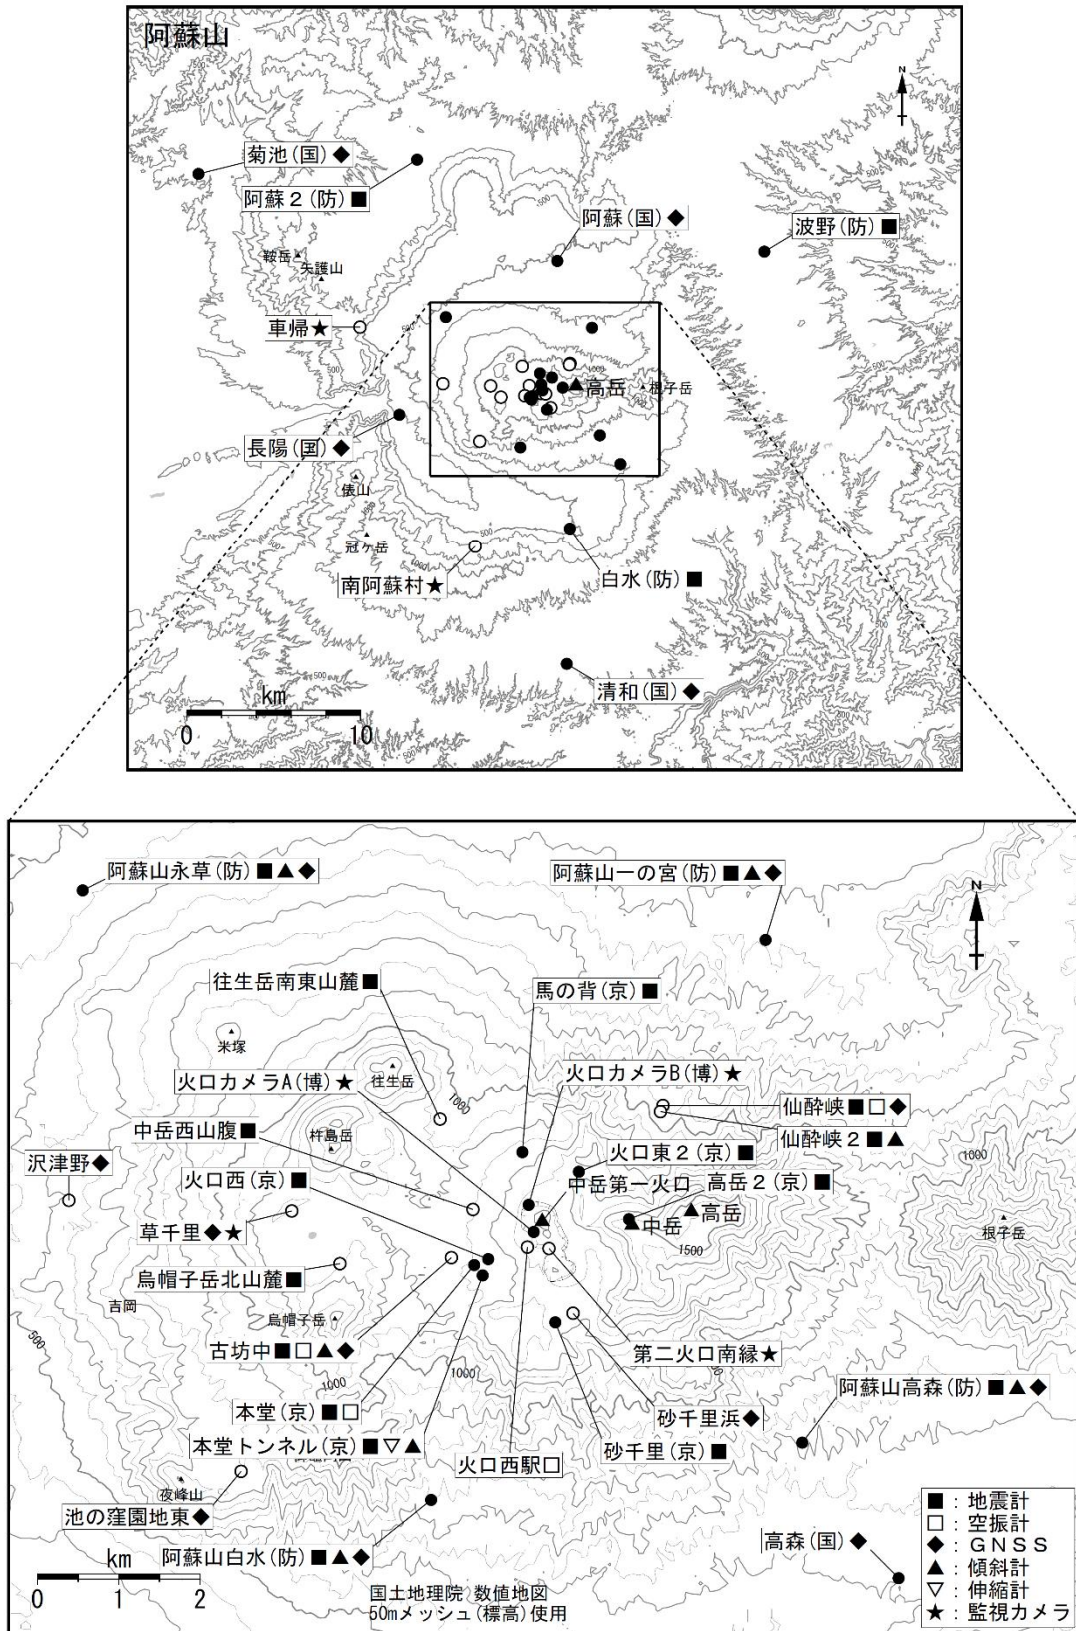 阿蘇山
N
菊池(国)◆
阿蘇2(防)■
阿蘇(国)◆
波野(防)■
鞍岳
矢護山
車帰★
高岳
根子岳
長陽(国)◆
俵山
冠ケ岳
南阿蘇村★
白水(防)■
清和(国)◆
km
0 10
500
500
500
1000
1000
500
阿蘇山永草(防)■▲◆
阿蘇山一の宮(防)■▲◆
N
往生岳南東山麓■
馬の背(京)■
米塚
火口カメラA(博)★
往生岳
火口カメラB(博)★
1000
仙酔峡■□◆
中岳西山腹■
杵島岳
仙酔峡2■▲
沢津野◆
火口西(京)■
火口東2(京)■
中岳第一火口
高岳2(京)■
1000
草千里◆★
中岳
高岳
根子岳
1500
烏帽子岳北山麓■
吉岡
烏帽子岳
500
古坊中■□▲◆
第二火口南縁★
1000
1000
阿蘇山高森(防)■▲◆
本堂(京)■□
砂千里浜◆
本堂トンネル(京)■▽▲
火口西駅□
砂千里(京)■
夜峰山
池の窪園地東◆
阿蘇山白水(防)■▲◆
高森(国)◆
km
0 1 2
国土地理院 数値地図
50mメッシュ(標高)使用
■:地震計
□:空振計
◆:GNSS
▲:傾斜計
▽:伸縮計
★:監視カメラ